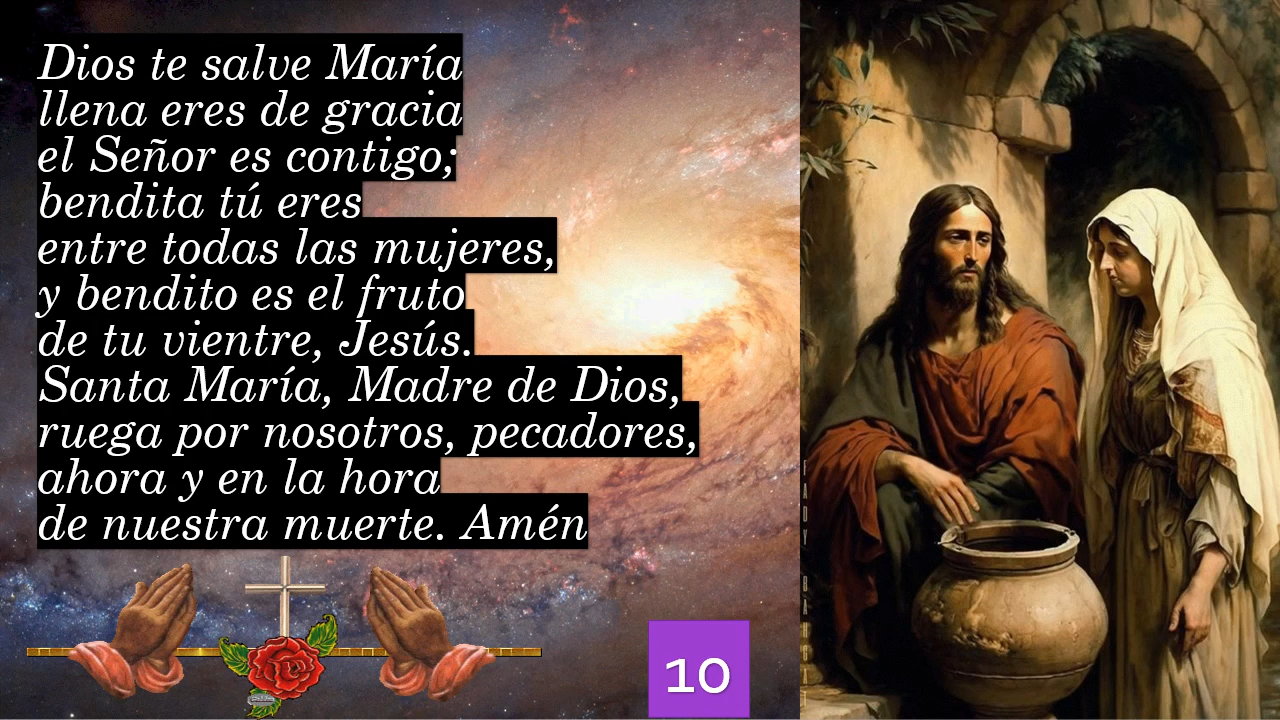 Dios te salve María
llena eres de gracia
el Señor es contigo;
bendita tú eres
entre todas las mujeres,
y bendito es el fruto
de tu vientre, Jesús.
Santa María, Madre de Dios,
ruega por nosotros, pecadores,
ahora y en la hora
de nuestra muerte. Amén
10